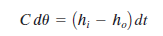 C dθ = (hᵢ − hₒ)dt